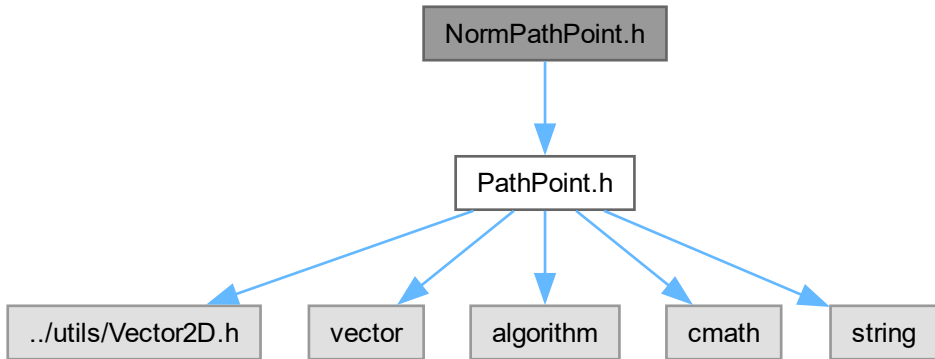 NormPathPoint.h
PathPoint.h
../utils/Vector2D.h
vector
algorithm
cmath
string